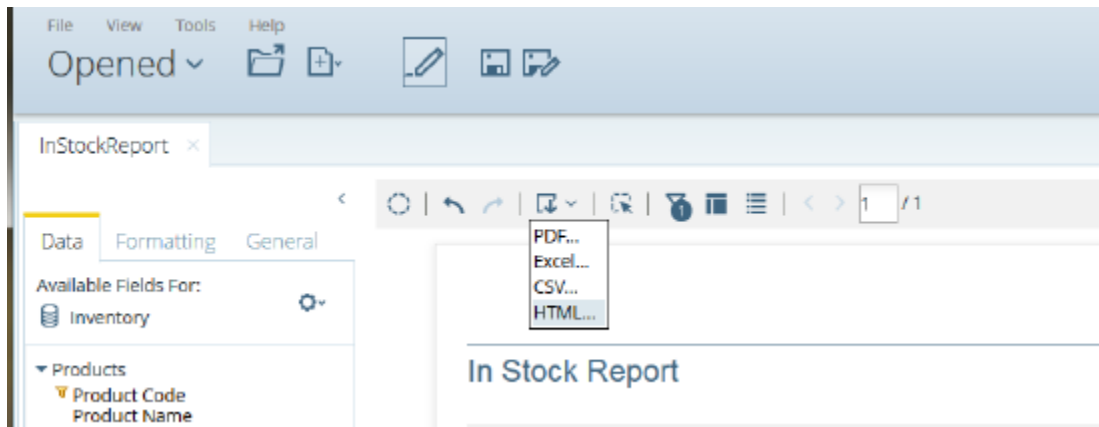 File View Tools Help
Opened
InStockReport
1 / 1
1
Data Formatting General
PDF...
Excel...
CSV...
HTML...
Available Fields For:
Inventory
In Stock Report
Products
Product Code
Product Name